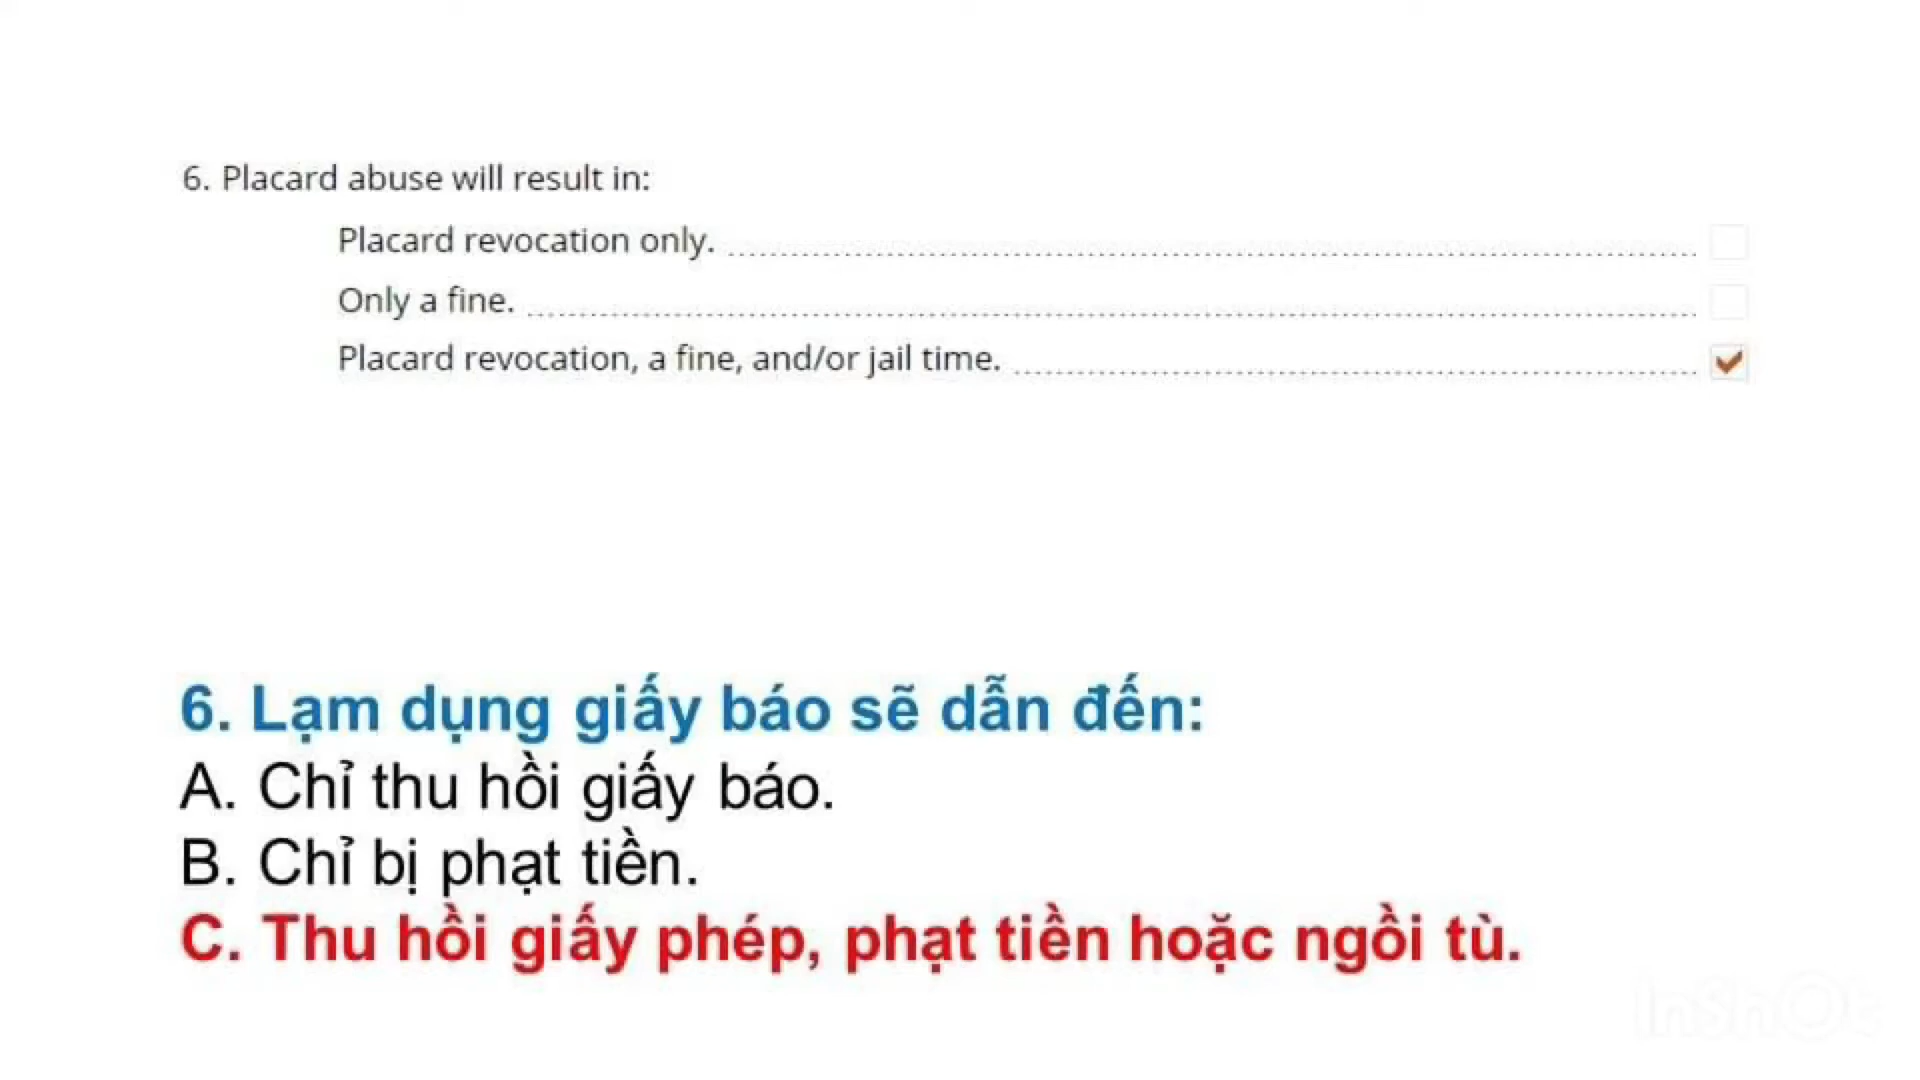 6. Placard abuse will result in:
Placard revocation only.
Only a fine.
Placard revocation, a fine, and/or jail time.
6. Lạm dụng giấy báo sẽ dẫn đến:
A. Chỉ thu hồi giấy báo.
B. Chỉ bị phạt tiền.
C. Thu hồi giấy phép, phạt tiền hoặc ngồi tù.
InShOt